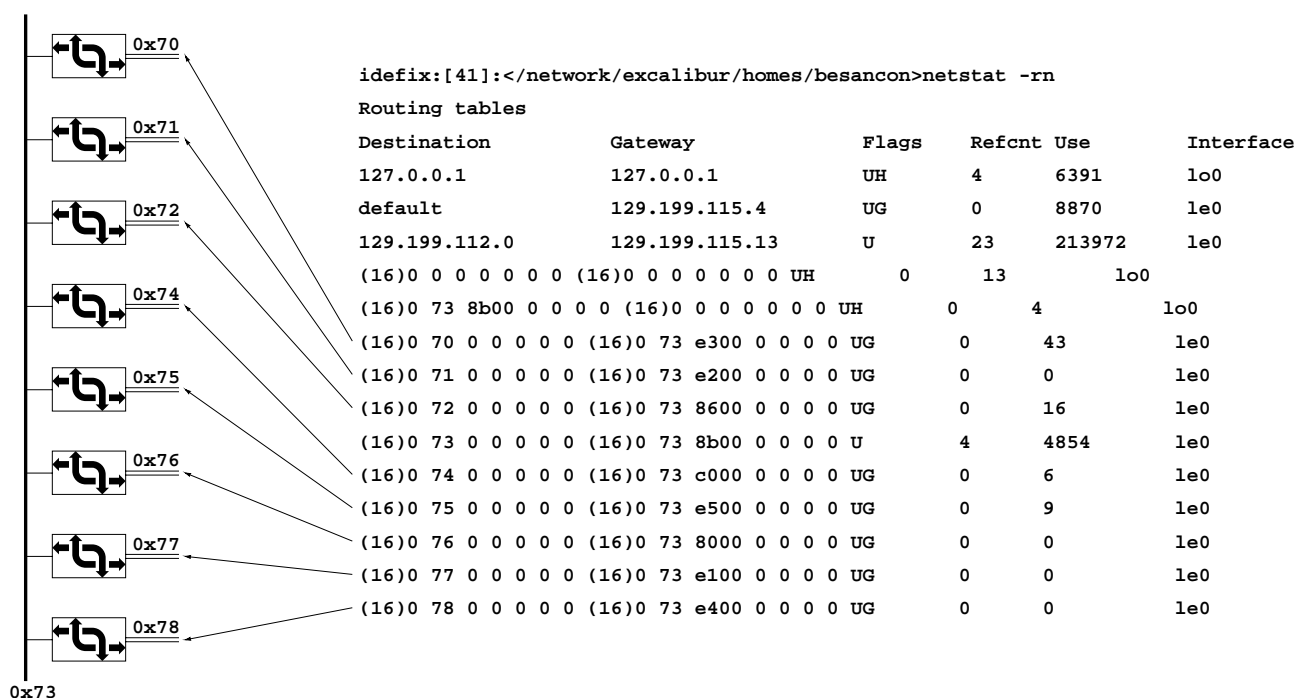 0x70
0x71
0x72
0x74
0x75
0x76
0x77
0x78
0x73
idefix:[41]:</network/excalibur/homes/besancon>netstat -rn
Routing tables
Destination Gateway Flags Refcnt Use Interface
127.0.0.1 127.0.0.1 UH 4 6391 lo0
default 129.199.115.4 UG 0 8870 le0
129.199.112.0 129.199.115.13 U 23 213972 le0
(16)0 0 0 0 0 0 0 (16)0 0 0 0 0 0 0 UH 0 13 lo0
(16)0 73 8b00 0 0 0 0 (16)0 0 0 0 0 0 0 UH 0 4 lo0
(16)0 70 0 0 0 0 0 (16)0 73 e300 0 0 0 0 UG 0 43 le0
(16)0 71 0 0 0 0 0 (16)0 73 e200 0 0 0 0 UG 0 0 le0
(16)0 72 0 0 0 0 0 (16)0 73 8600 0 0 0 0 UG 0 16 le0
(16)0 73 0 0 0 0 0 (16)0 73 8b00 0 0 0 0 U 4 4854 le0
(16)0 74 0 0 0 0 0 (16)0 73 c000 0 0 0 0 UG 0 6 le0
(16)0 75 0 0 0 0 0 (16)0 73 e500 0 0 0 0 UG 0 9 le0
(16)0 76 0 0 0 0 0 (16)0 73 8000 0 0 0 0 UG 0 0 le0
(16)0 77 0 0 0 0 0 (16)0 73 e100 0 0 0 0 UG 0 0 le0
(16)0 78 0 0 0 0 0 (16)0 73 e400 0 0 0 0 UG 0 0 le0